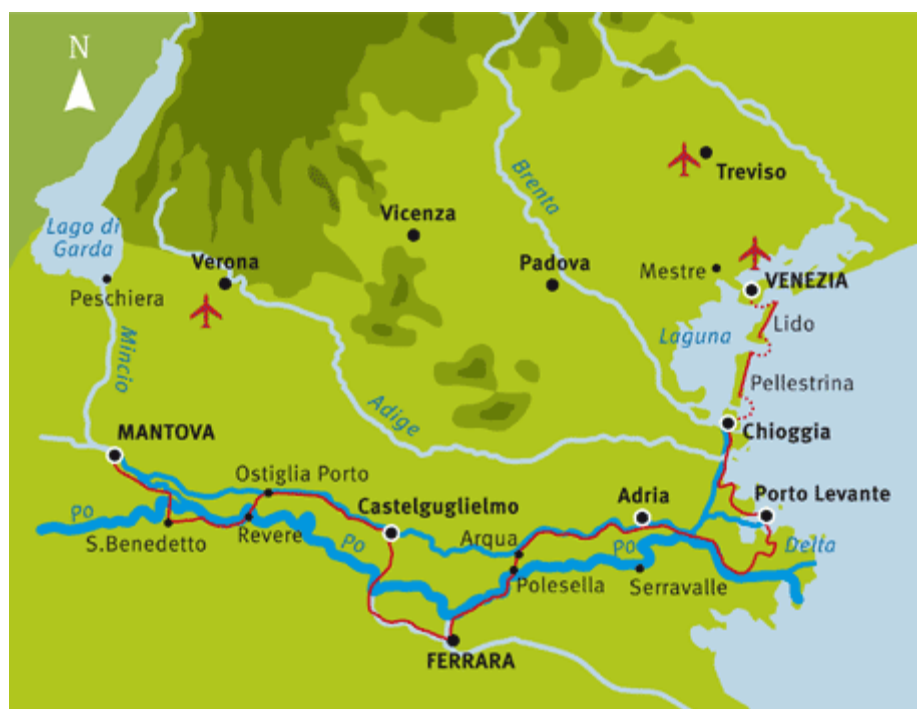 N
Treviso
Brenta
Vicenza
Lago di
Garda
Verona
Padova
Mestre
VENEZIA
Peschiera
Lido
Laguna
Mincio
Pellestrina
Adige
MANTOVA
Chioggia
Ostiglia Porto
Castelguglielmo
Adria
Porto Levante
Po
S.Benedetto
Revere
Po
Arqua
Po
Delta
Polesella
Serravalle
FERRARA